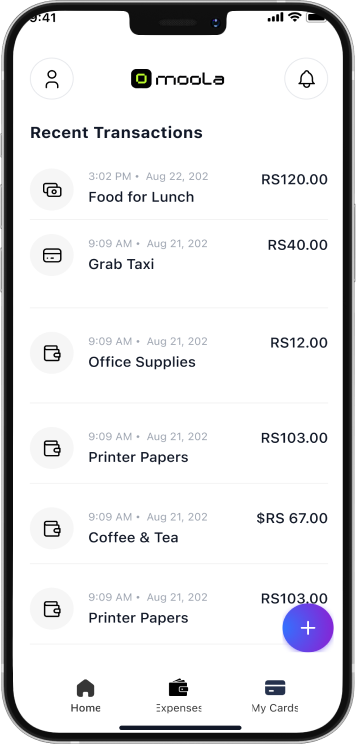 9:41
moola
Recent Transactions
3:02 PM • Aug 22, 202
RS120.00
Food for Lunch
9:09 AM • Aug 21, 202
RS40.00
Grab Taxi
9:09 AM • Aug 21, 202
RS12.00
Office Supplies
9:09 AM • Aug 21, 202
RS103.00
Printer Papers
9:09 AM • Aug 21, 202
$RS 67.00
Coffee & Tea
9:09 AM • Aug 21, 202
RS103.00
Printer Papers
+
Home Expenses My Cards